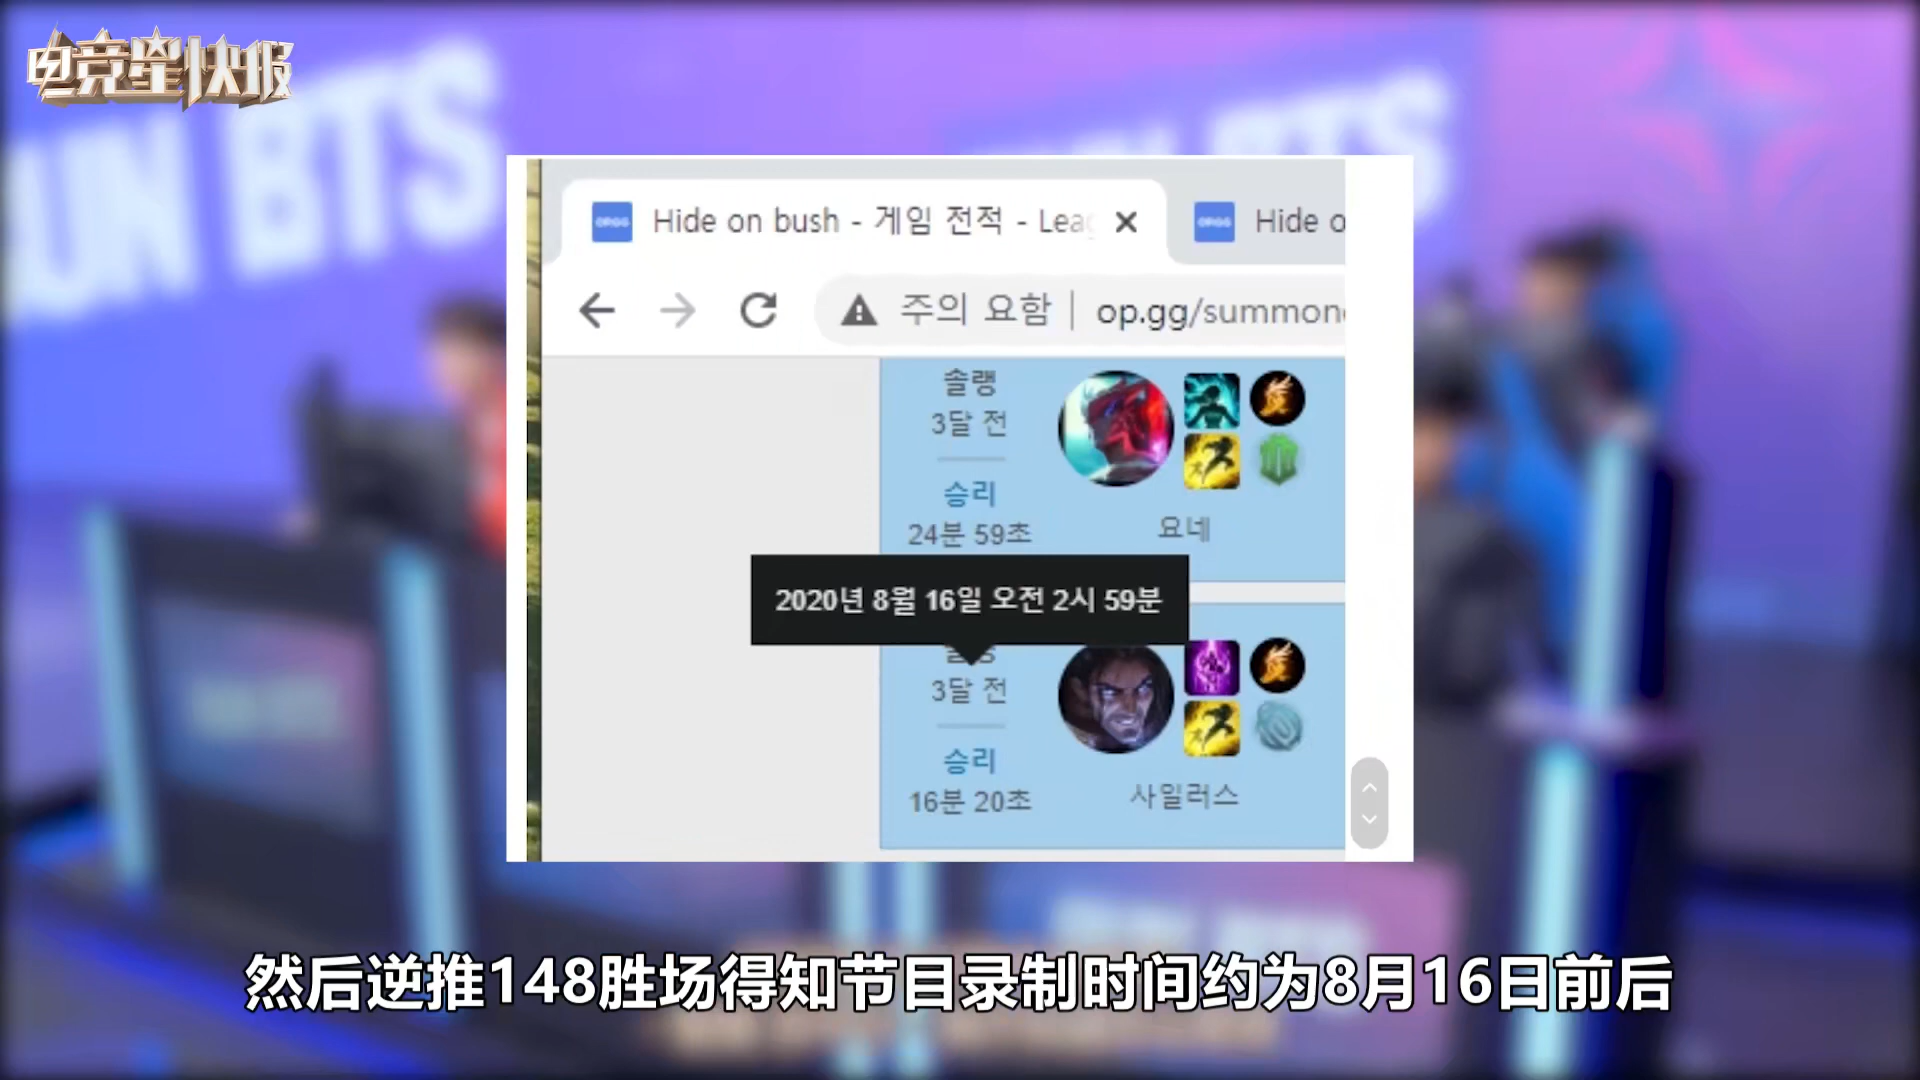 电竞星快报
UN BTS
Hide on bush - 게임 전적 - Leag
Hide o
주의 요함
op.gg/summon
솔랭
3달 전
승리
24분 59초
요네
2020년 8월 16일 오전 2시 59분
3달 전
승리
16분 20초
사일러스
然后逆推148胜场得知节目录制时间约为8月16日前后